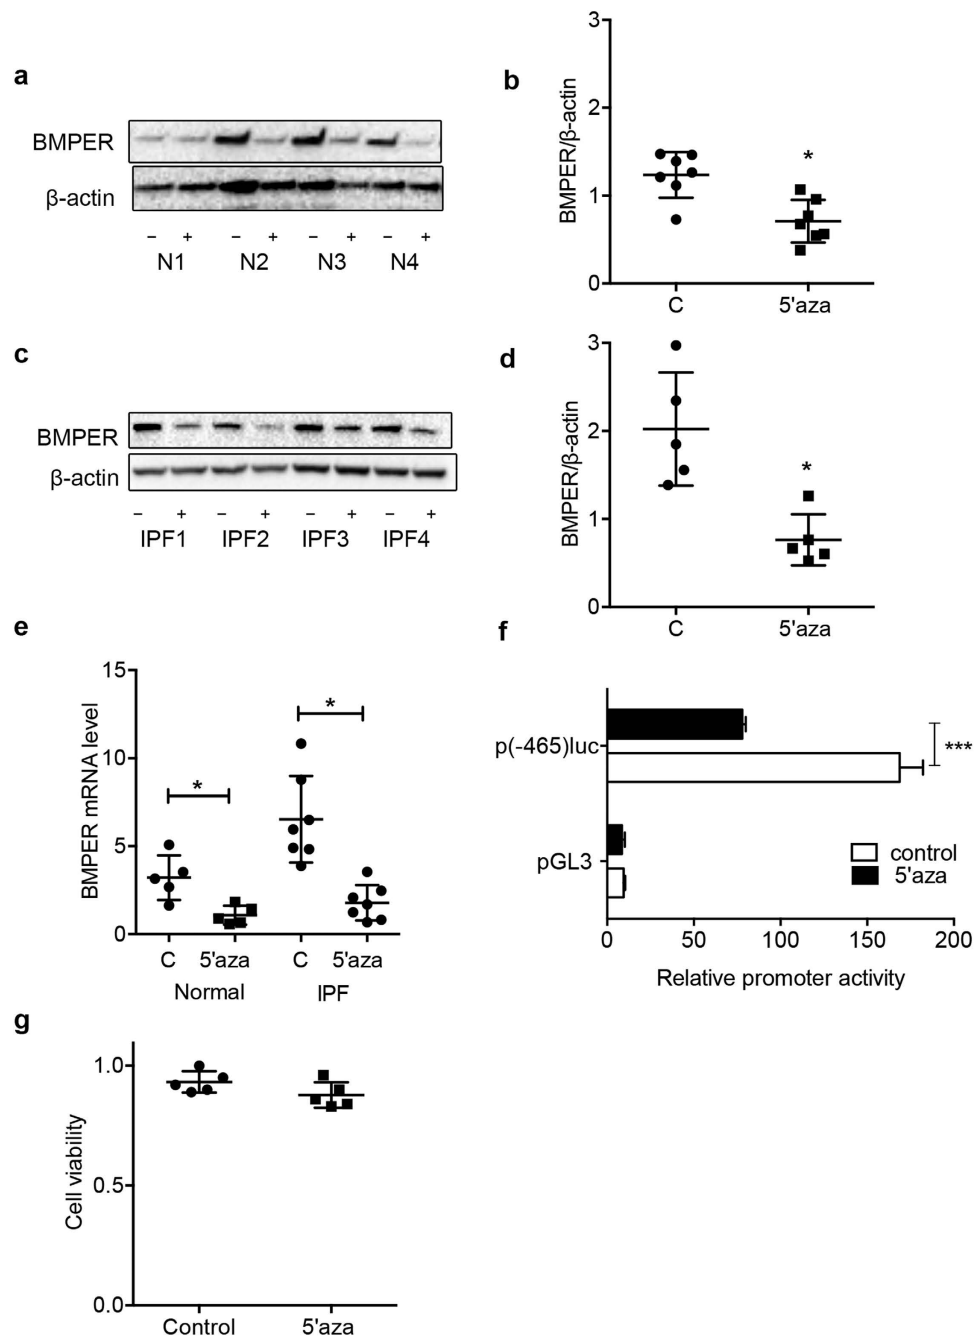 a
BMPER
β-actin
– + – + – + – +
N1 N2 N3 N4
b
BMPER/β-actin
3
2
1
0
*
C 5'aza
c
BMPER
β-actin
– + – + – + – +
IPF1 IPF2 IPF3 IPF4
d
BMPER/β-actin
3
2
1
0
*
C 5'aza
e
BMPER mRNA level
15
10
5
0
* *
C 5'aza C 5'aza
Normal IPF
f
p(-465)luc
***
pGL3
control
5'aza
0 50 100 150 200
Relative promoter activity
g
Cell viability
1.0
0.5
0.0
Control 5'aza